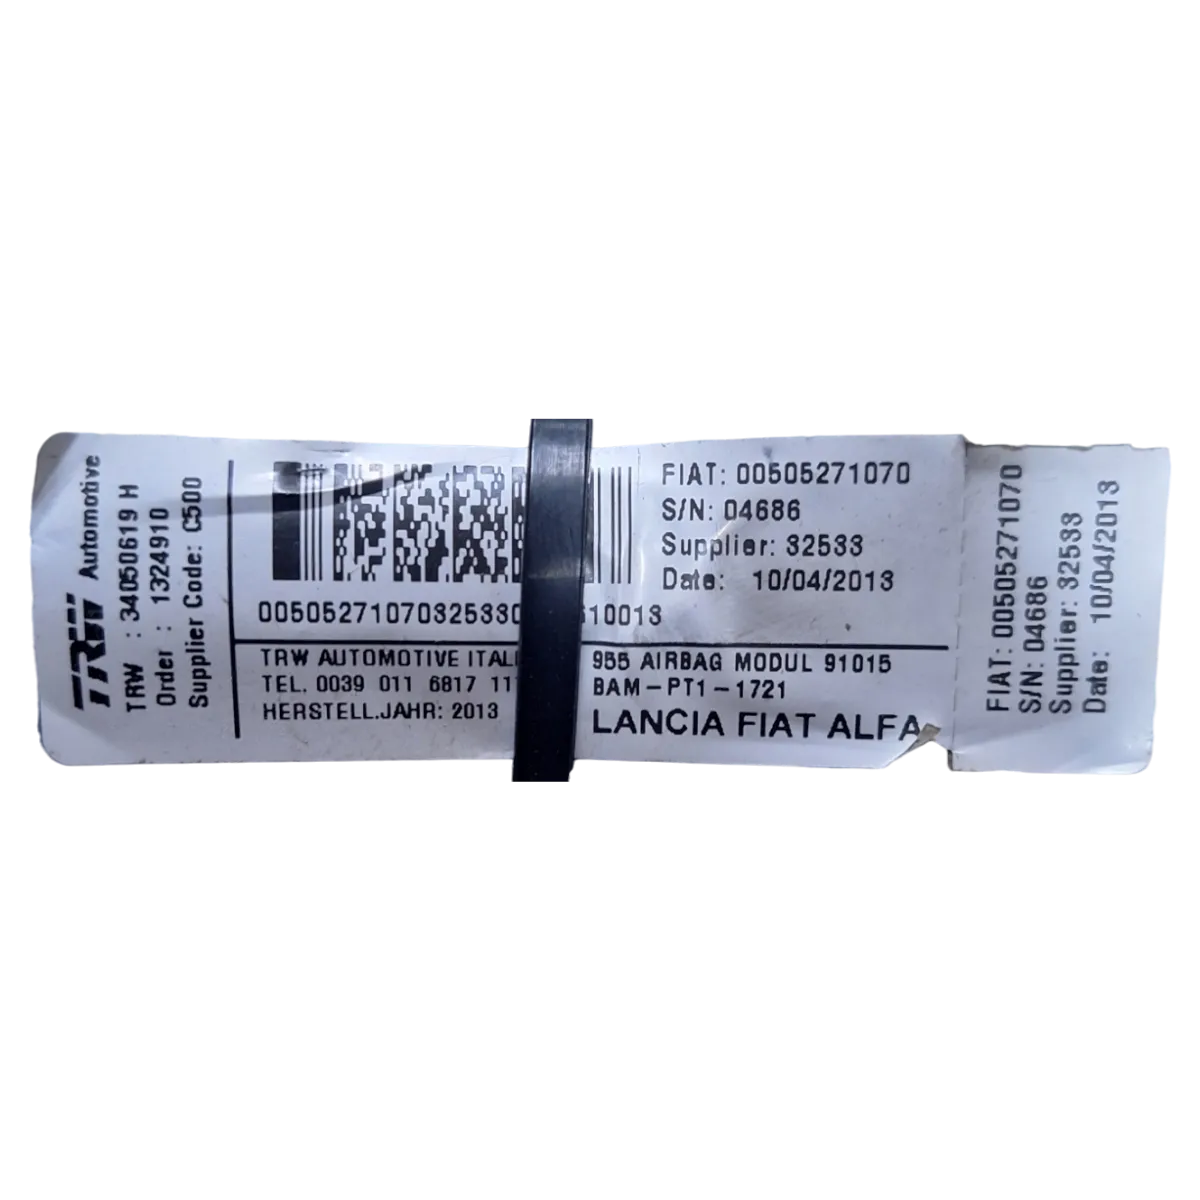 TRW Automotive
TRW : 34050619 H
Order : 1324910
Supplier Code: C500
FIAT: 00505271070
S/N: 04686
Supplier: 32533
Date: 10/04/2013
TRW AUTOMOTIVE
TEL. 0039 011 6817
HERSTELL.JAHR: 2013
955 AIRBAG MODUL 91015
BAM-PT1-1721
LANCIA FIAT ALFA
FIAT: 00505271070
S/N: 04686
Supplier: 32533
Date: 10/04/2013